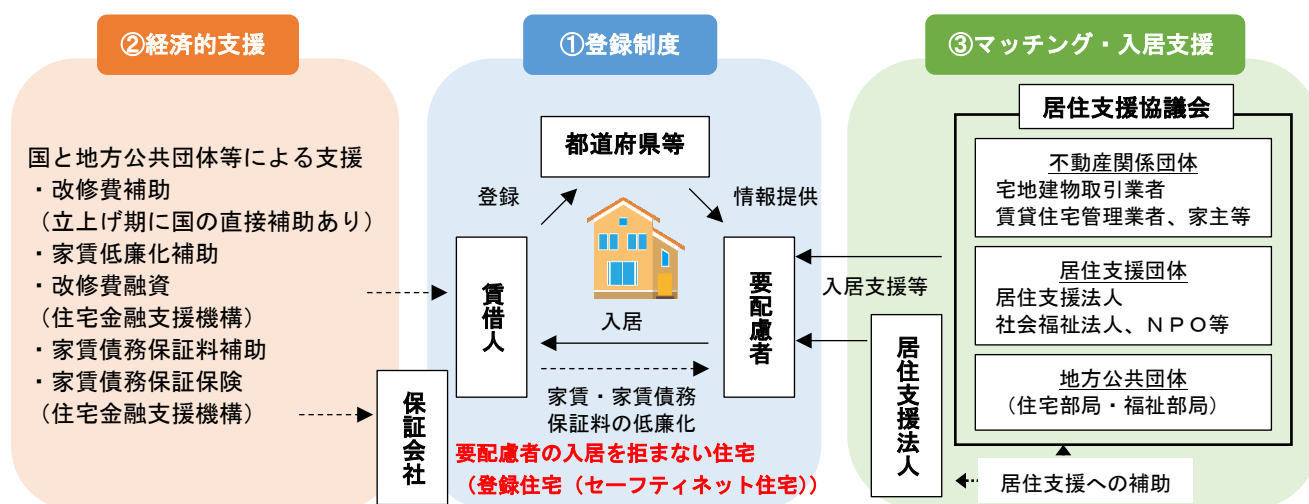 ②経済的支援
国と地方公共団体等による支援
・改修費補助
（立上げ期に国の直接補助あり）
・家賃低廉化補助
・改修費融資
（住宅金融支援機構）
・家賃債務保証料補助
・家賃債務保証保険
（住宅金融支援機構）
①登録制度
都道府県等
登録
情報提供
賃借人
要配慮者
入居
家賃・家賃債務
保証料の低廉化
保証会社
要配慮者の入居を拒まない住宅
（登録住宅（セーフティネット住宅））
③マッチング・入居支援
居住支援協議会
不動産関係団体
宅地建物取引業者
賃貸住宅管理業者、家主等
居住支援団体
居住支援法人
社会福祉法人、ＮＰＯ等
地方公共団体
（住宅部局・福祉部局）
入居支援等
居住支援法人
居住支援への補助